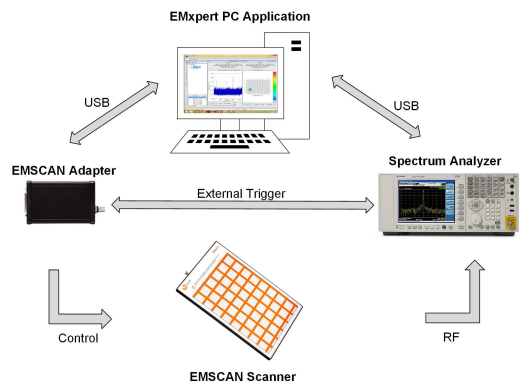 EMxpert PC Application
USB
USB
EMSCAN Adapter
Spectrum Analyzer
External Trigger
Control
RF
EMSCAN Scanner